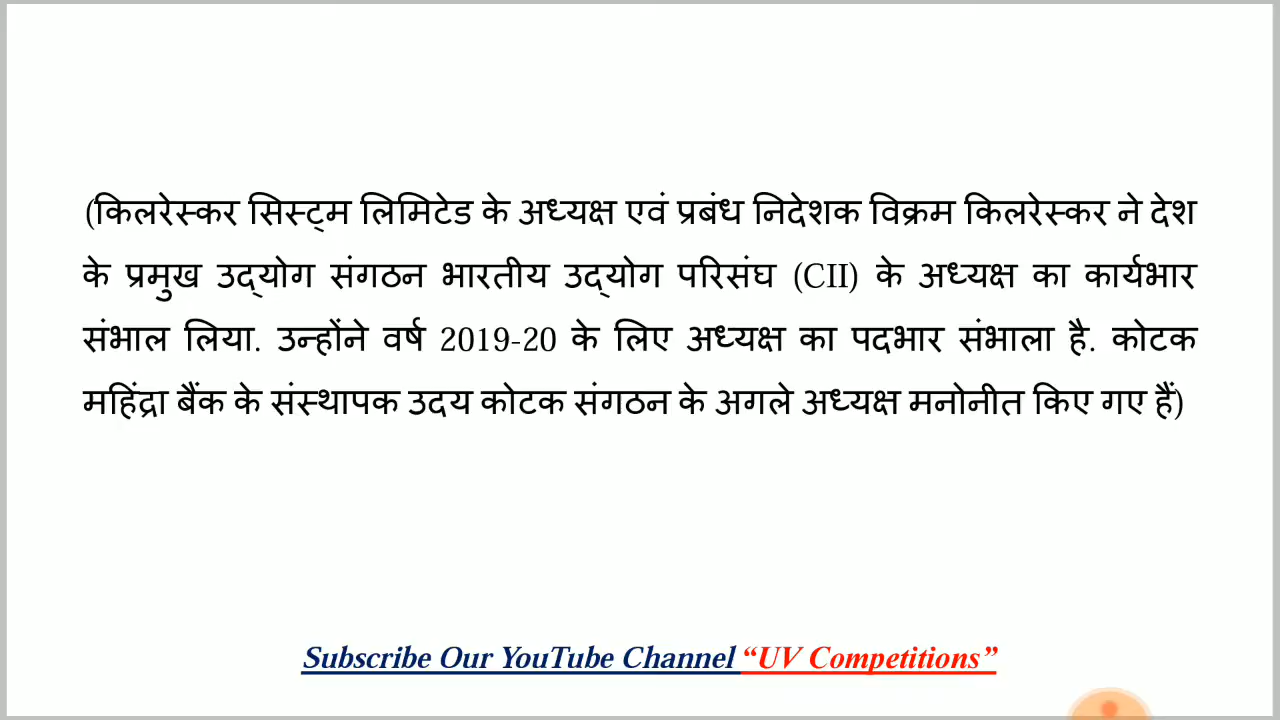 (किलरेस्कर सिस्ट्म लिमिटेड के अध्यक्ष एवं प्रबंध निदेशक विक्रम किलरेस्कर ने देश
के प्रमुख उद्योग संगठन भारतीय उद्योग परिसंघ (CII) के अध्यक्ष का कार्यभार
संभाल लिया. उन्होंने वर्ष 2019-20 के लिए अध्यक्ष का पदभार संभाला है. कोटक
महिंद्रा बैंक के संस्थापक उदय कोटक संगठन के अगले अध्यक्ष मनोनीत किए गए हैं)
Subscribe Our YouTube Channel “UV Competitions”